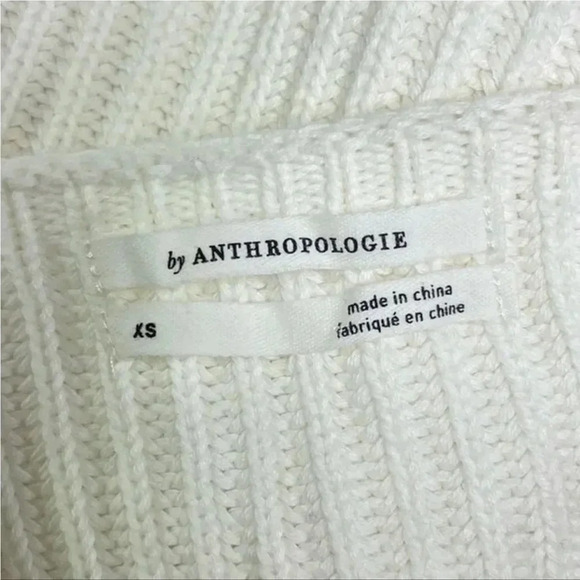 by ANTHROPOLOGIE
XS
made in china
fabriqué en chine